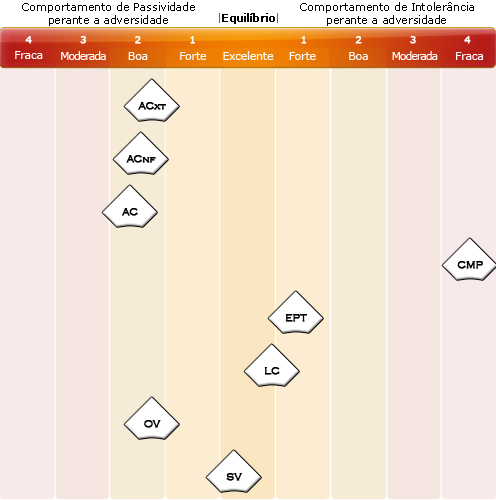 Comportamento de Passividade
perante a adversidade
|Equilíbrio|
Comportamento de Intolerância
perante a adversidade
4 3 2 1 1 2 3 4
Fraca Moderada Boa Forte Excelente Forte Boa Moderada Fraca
ACXT
ACNF
AC
CMP
EPT
LC
OV
SV